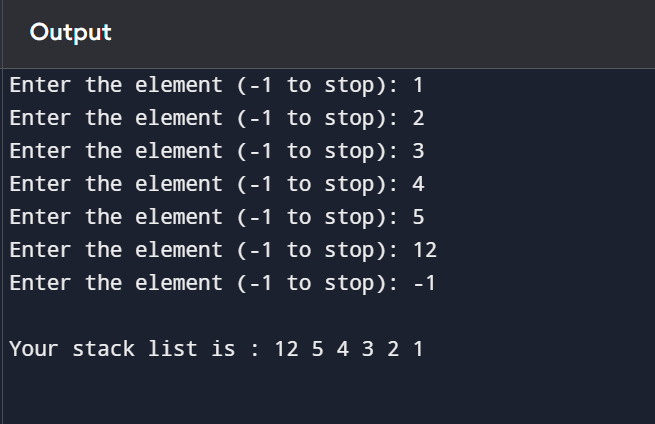 Output
Enter the element (-1 to stop): 1
Enter the element (-1 to stop): 2
Enter the element (-1 to stop): 3
Enter the element (-1 to stop): 4
Enter the element (-1 to stop): 5
Enter the element (-1 to stop): 12
Enter the element (-1 to stop): -1
Your stack list is : 12 5 4 3 2 1